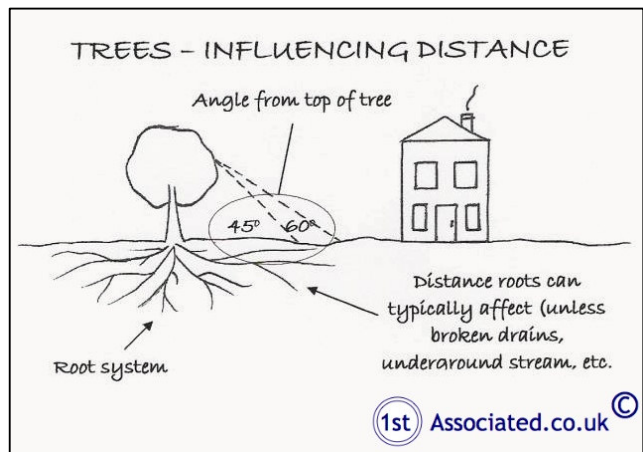 TREES – INFLUENCING DISTANCE
Angle from top of tree
45° 60°
Distance roots can
typically affect (unless
broken drains,
underground stream, etc.
Root system
1st Associated.co.uk ©